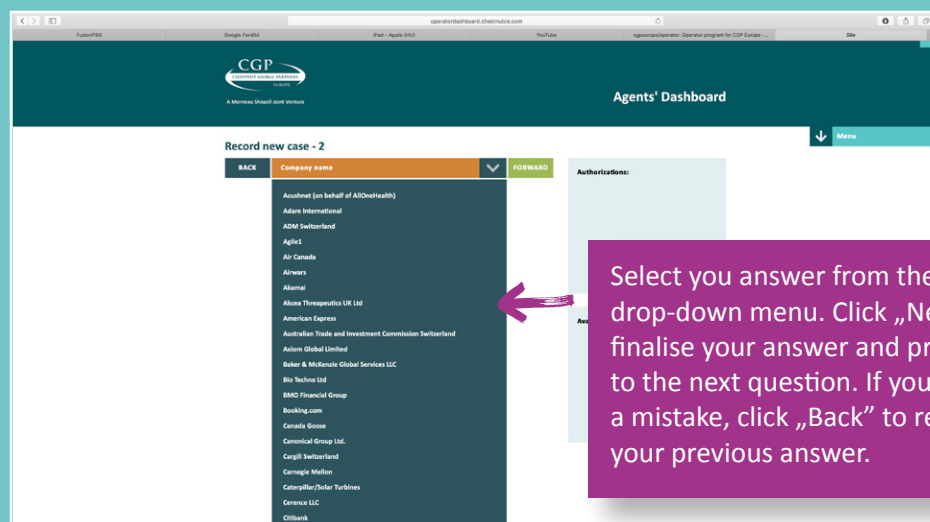 operatordashboard.chestnutce.com
FusionPBX
Google Fordító
iPad - Apple (HU)
YouTube
cgpeurope/operator: Operator program for CGP Europe -...
Site
CGP
CHESTNUT GLOBAL PARTNERS
EUROPE
A Morneau Shepell Joint Venture
Agents' Dashboard
Menu
Record new case - 2
BACK
Company name
FORWARD
Authorizations:
Acushnet (on behalf of AllOneHealth)
Adare International
ADM Switzerland
Agile1
Air Canada
Airwars
Akamai
Akcea Threapeutics UK Ltd
American Express
Australian Trade and Investment Commission Switzerland
Axiom Global Limited
Baker & McKenzie Global Services LLC
Bio Techne Ltd
BMO Financial Group
Booking.com
Canada Goose
Canonical Group Ltd.
Cargill Switzerland
Carnegie Mellon
Caterpillar/Solar Turbines
Cerence LLC
Citibank
Select you answer from the
drop-down menu. Click
finalise your answer and
to the next question. If you
a mistake, click „Back” to
your previous answer.